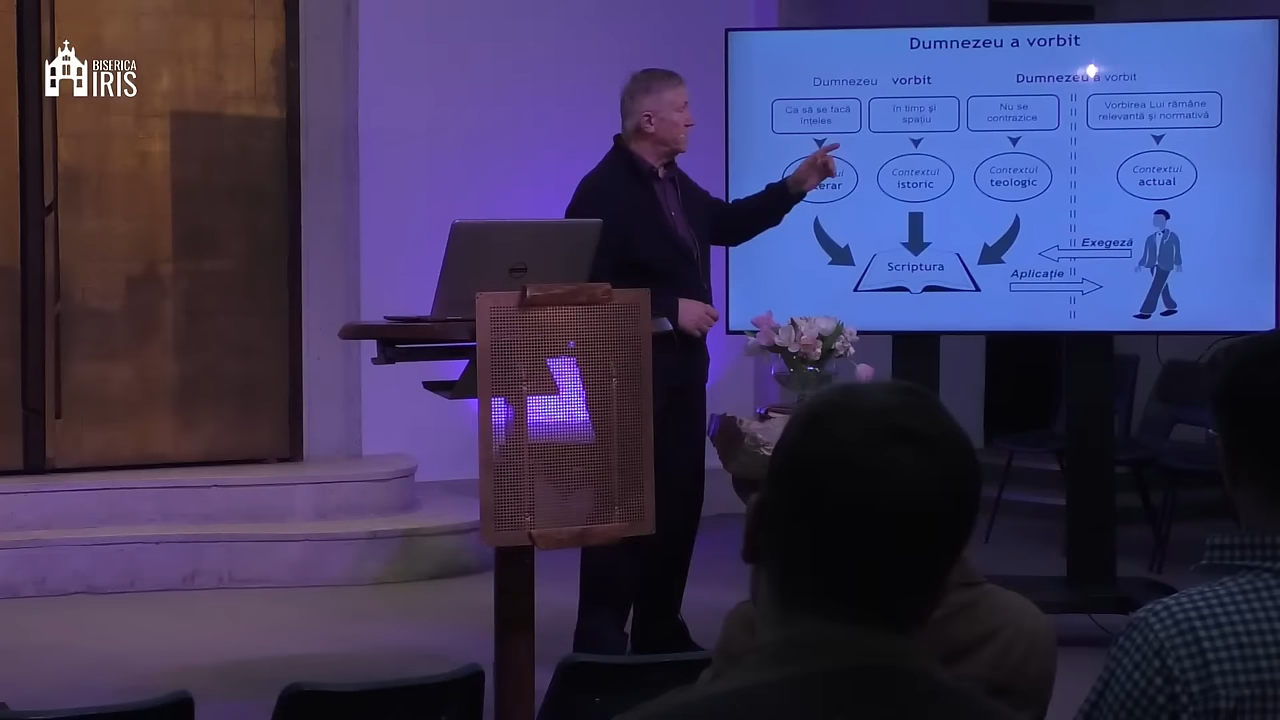 BISERICA
IRIS
Dumnezeu a vorbit
Dumnezeu vorbit
Dumnezeu a vorbit
Ca să se facă
înțeles
în timp și
spațiu
Nu se
contrazice
Vorbirea Lui rămâne
relevantă și normativă
Contextul
istoric
Contextul
teologic
Contextul
actual
Scriptura
Exegeză
Aplicație